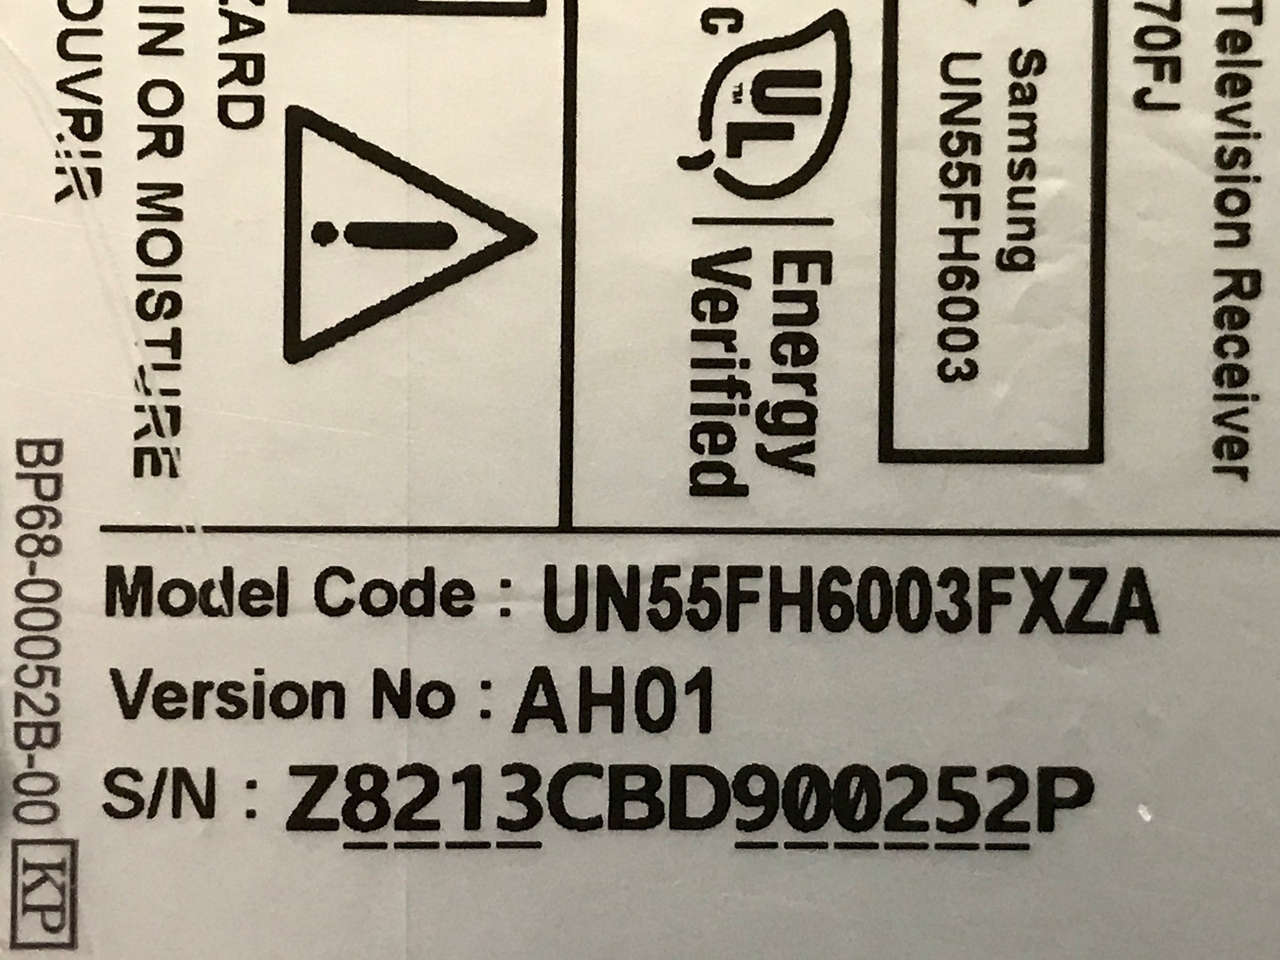 Television Receiver
70FJ
Samsung
UN55FH6003
c UL ™
Energy
Verified
IN OR MOISTURE
OUVRIR
Model Code : UN55FH6003FXZA
Version No : AH01
S/N : Z8213CBD900252P
BP68-00052B-00 KP